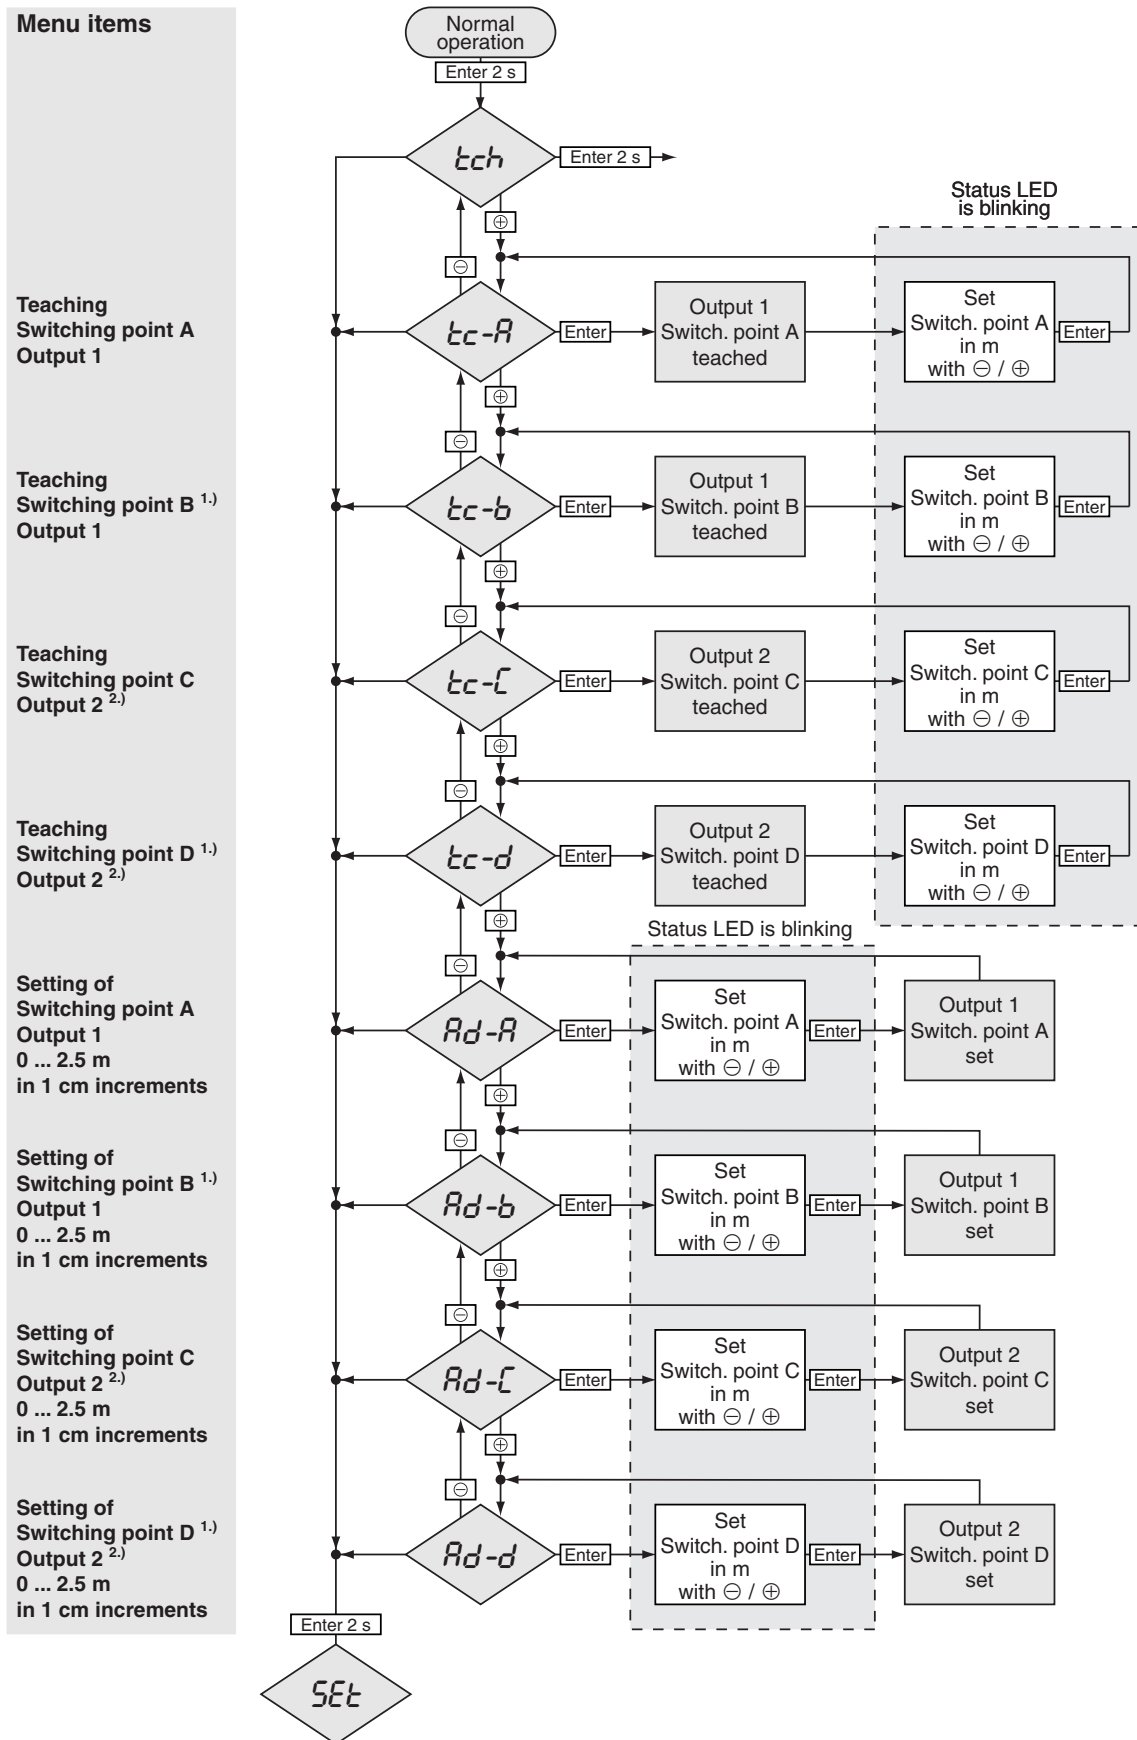 Menu items
Normal
operation
Enter 2 s
tch
Enter 2 s
⊕
⊖
Status LED
is blinking
Teaching
Switching point A
Output 1
tc-A
Enter
Output 1
Switch. point A
teached
Set
Switch. point A
in m
with ⊖ / ⊕
Enter
⊕
⊖
Teaching
Switching point B 1.)
Output 1
tc-b
Enter
Output 1
Switch. point B
teached
Set
Switch. point B
in m
with ⊖ / ⊕
Enter
⊕
⊖
Teaching
Switching point C
Output 2 2.)
tc-C
Enter
Output 2
Switch. point C
teached
Set
Switch. point C
in m
with ⊖ / ⊕
Enter
⊕
⊖
Teaching
Switching point D 1.)
Output 2 2.)
tc-d
Enter
Output 2
Switch. point D
teached
Set
Switch. point D
in m
with ⊖ / ⊕
Enter
⊕
⊖
Status LED is blinking
Setting of
Switching point A
Output 1
0 ... 2.5 m
in 1 cm increments
Ad-A
Enter
Set
Switch. point A
in m
with ⊖ / ⊕
Enter
Output 1
Switch. point A
set
⊕
⊖
Setting of
Switching point B 1.)
Output 1
0 ... 2.5 m
in 1 cm increments
Ad-b
Enter
Set
Switch. point B
in m
with ⊖ / ⊕
Enter
Output 1
Switch. point B
set
⊕
⊖
Setting of
Switching point C
Output 2 2.)
0 ... 2.5 m
in 1 cm increments
Ad-C
Enter
Set
Switch. point C
in m
with ⊖ / ⊕
Enter
Output 2
Switch. point C
set
⊕
⊖
Setting of
Switching point D 1.)
Output 2 2.)
0 ... 2.5 m
in 1 cm increments
Ad-d
Enter
Set
Switch. point D
in m
with ⊖ / ⊕
Enter
Output 2
Switch. point D
set
Enter 2 s
SEt